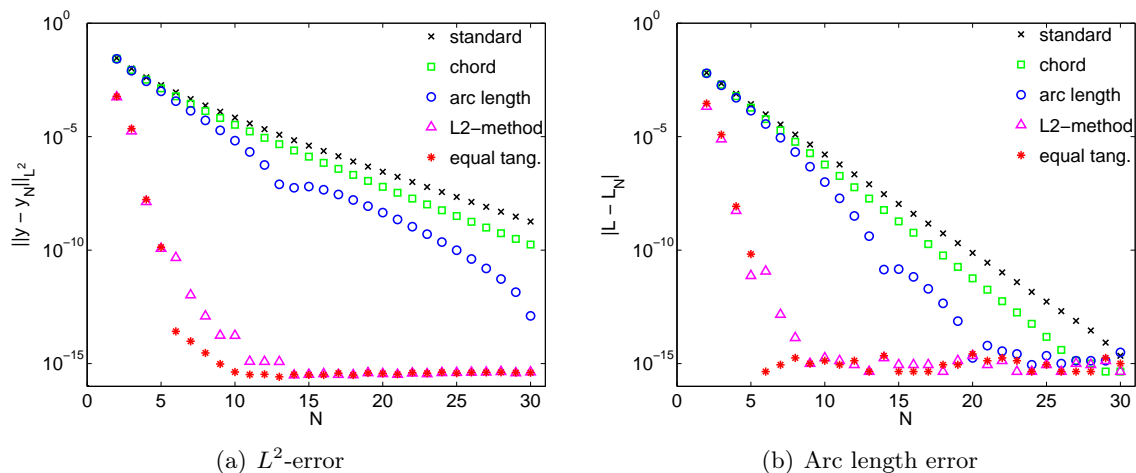 10^0
10^-5
10^-10
10^-15
||y − y_N||_{L^2}
standard
chord
arc length
L2−method
equal tang.
0 5 10 15 20 25 30
N
(a) L^2-error
10^0
10^-5
10^-10
10^-15
|L − L_N|
standard
chord
arc length
L2−method
equal tang.
0 5 10 15 20 25 30
N
(b) Arc length error